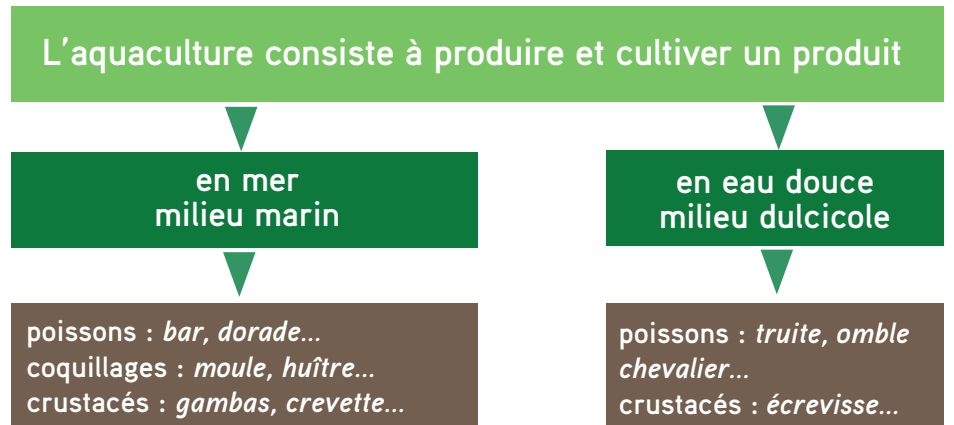 L'aquaculture consiste à produire et cultiver un produit
en mer
milieu marin
en eau douce
milieu dulcicole
poissons : bar, dorade...
coquillages : moule, huître...
crustacés : gambas, crevette...
poissons : truite, omble
chevalier...
crustacés : écrevisse...